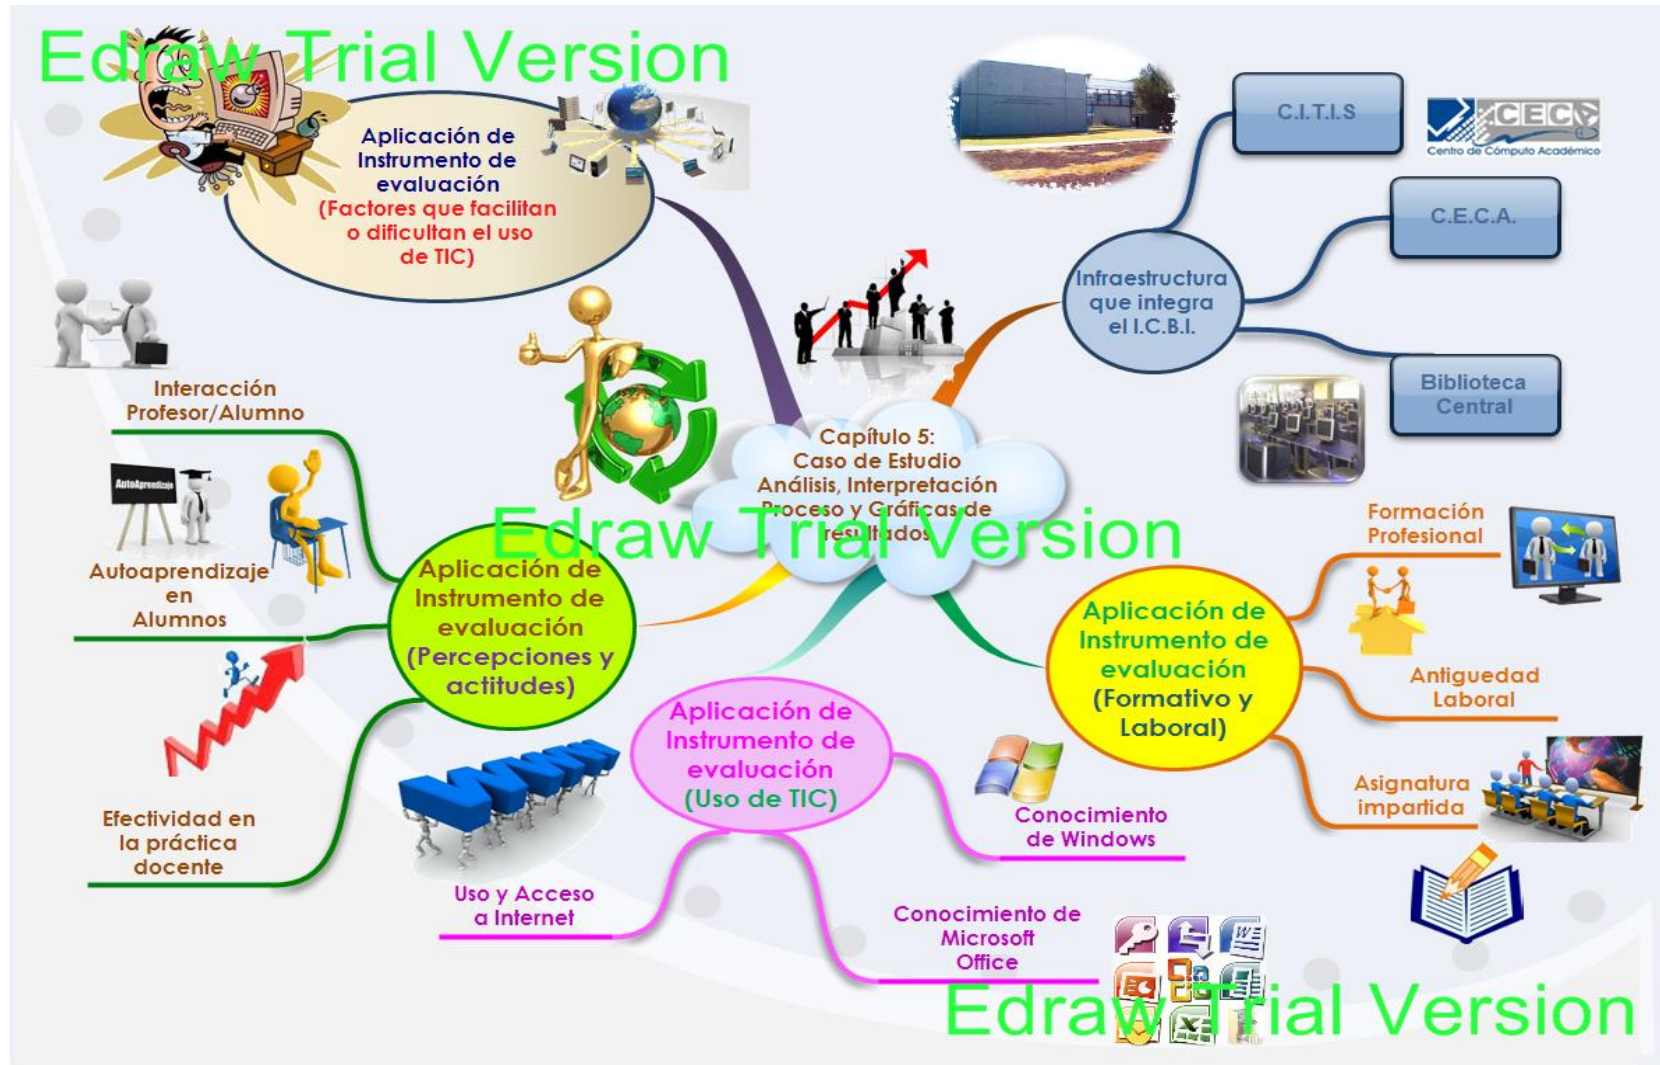 Edraw Trial Version
Aplicación de
Instrumento de
evaluación
(Factores que facilitan
o dificultan el uso
de TIC)
C.I.T.I.S
CECA
Centro de Cómputo Académico
C.E.C.A.
Infraestructura
que integra
el I.C.B.I.
Biblioteca
Central
Capítulo 5:
Caso de Estudio
Análisis, Interpretación
Proceso y Gráficas de
resultados
Edraw Trial Version
Interacción
Profesor/Alumno
AutoAprendizaje
Autoaprendizaje
en
Alumnos
Efectividad en
la práctica
docente
Aplicación de
Instrumento de
evaluación
(Percepciones y
actitudes)
Aplicación de
Instrumento de
evaluación
(Uso de TIC)
WWW
Uso y Acceso
a Internet
Conocimiento
de Windows
Conocimiento de
Microsoft
Office
Aplicación de
Instrumento de
evaluación
(Formativo y
Laboral)
Formación
Profesional
Antiguedad
Laboral
Asignatura
impartida
Edraw Trial Version